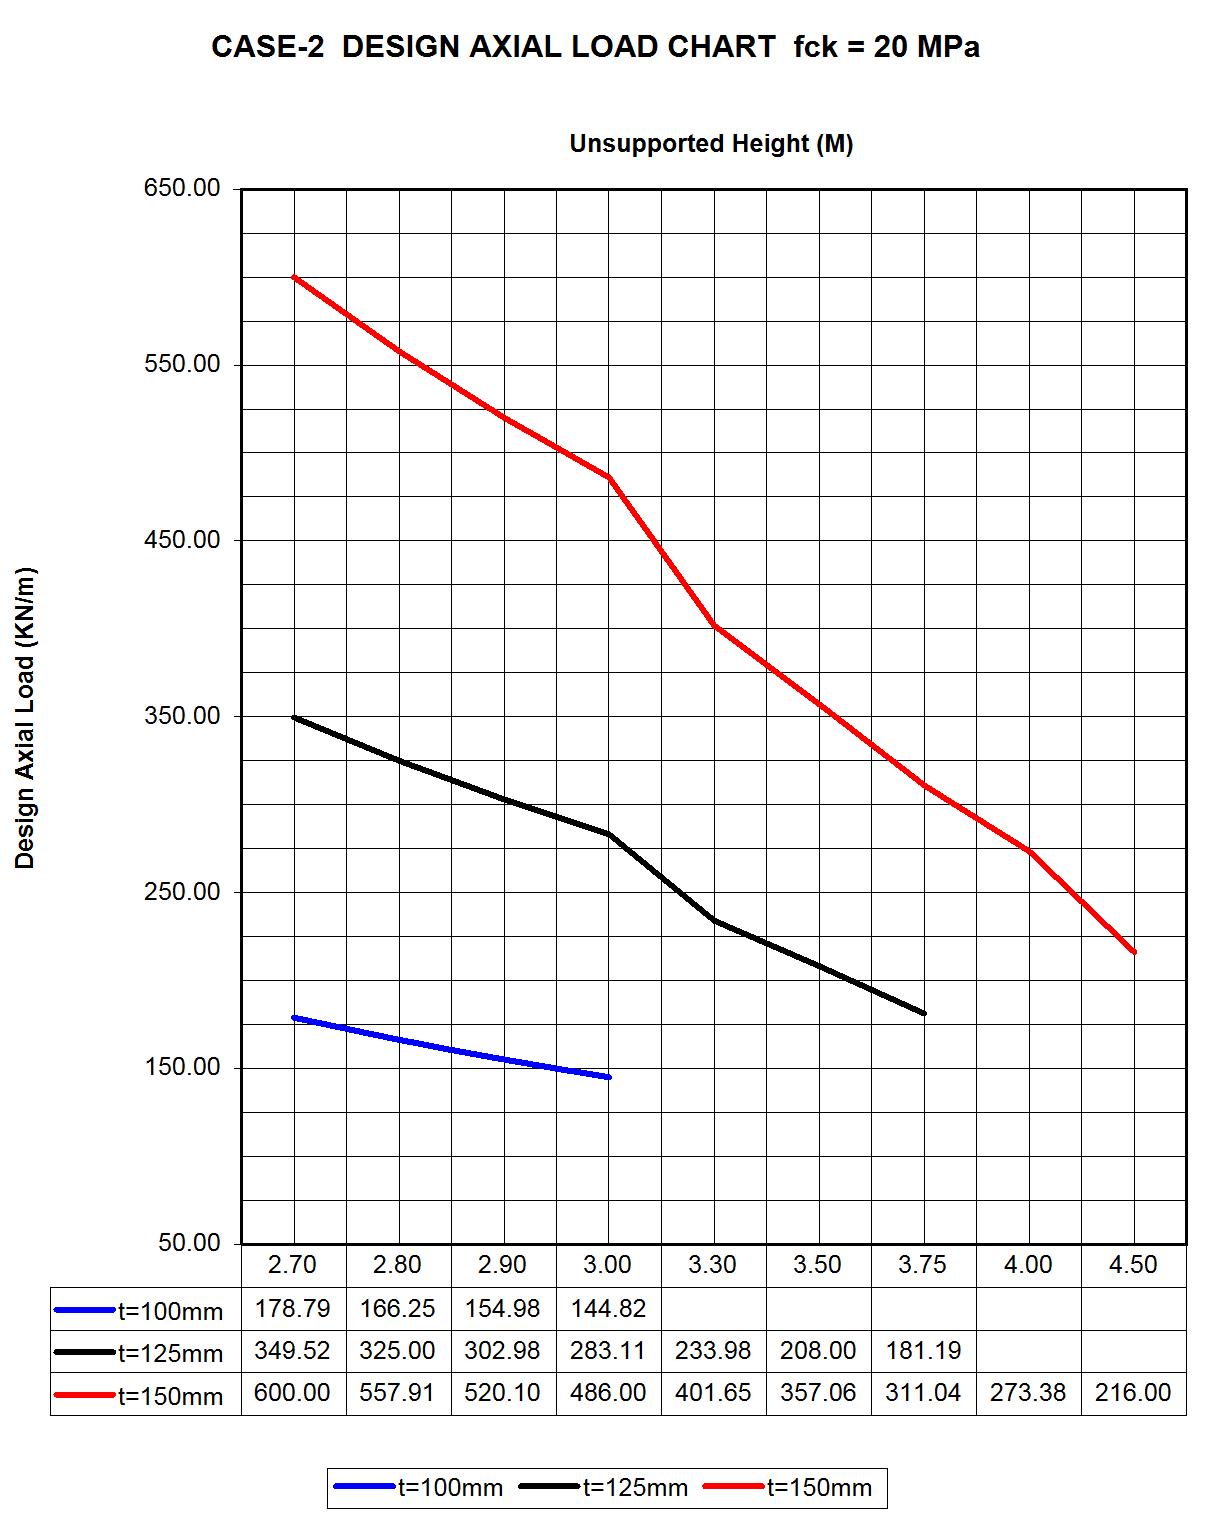 CASE-2 DESIGN AXIAL LOAD CHART fck = 20 MPa
Unsupported Height (M)
Design Axial Load (KN/m)
650.00
550.00
450.00
350.00
250.00
150.00
50.00
2.70 2.80 2.90 3.00 3.30 3.50 3.75 4.00 4.50
t=100mm 178.79 166.25 154.98 144.82
t=125mm 349.52 325.00 302.98 283.11 233.98 208.00 181.19
t=150mm 600.00 557.91 520.10 486.00 401.65 357.06 311.04 273.38 216.00
t=100mm t=125mm t=150mm